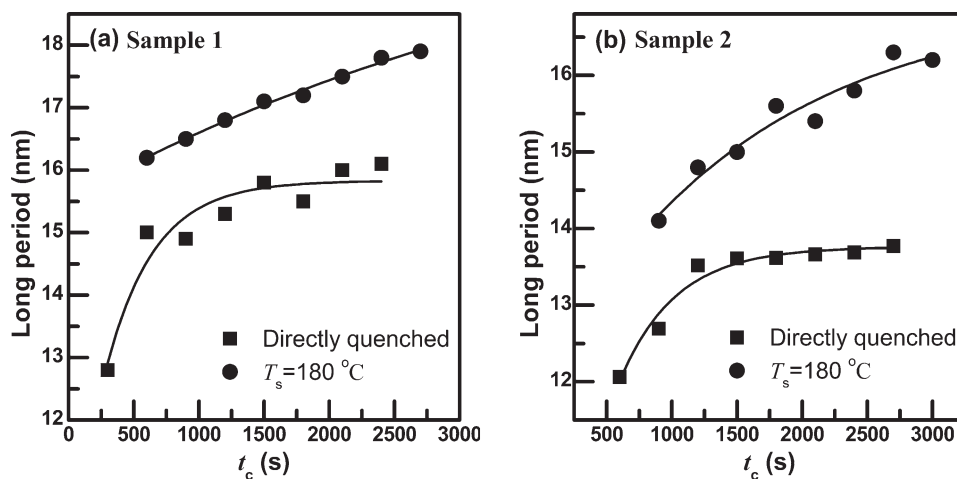 (a) Sample 1
18
17
16
15
14
13
12
Long period (nm)
Directly quenched
Tₛ=180 °C
0 500 1000 1500 2000 2500 3000
t_c (s)
(b) Sample 2
16
15
14
13
12
Long period (nm)
Directly quenched
Tₛ=180 °C
500 1000 1500 2000 2500 3000
t_c (s)